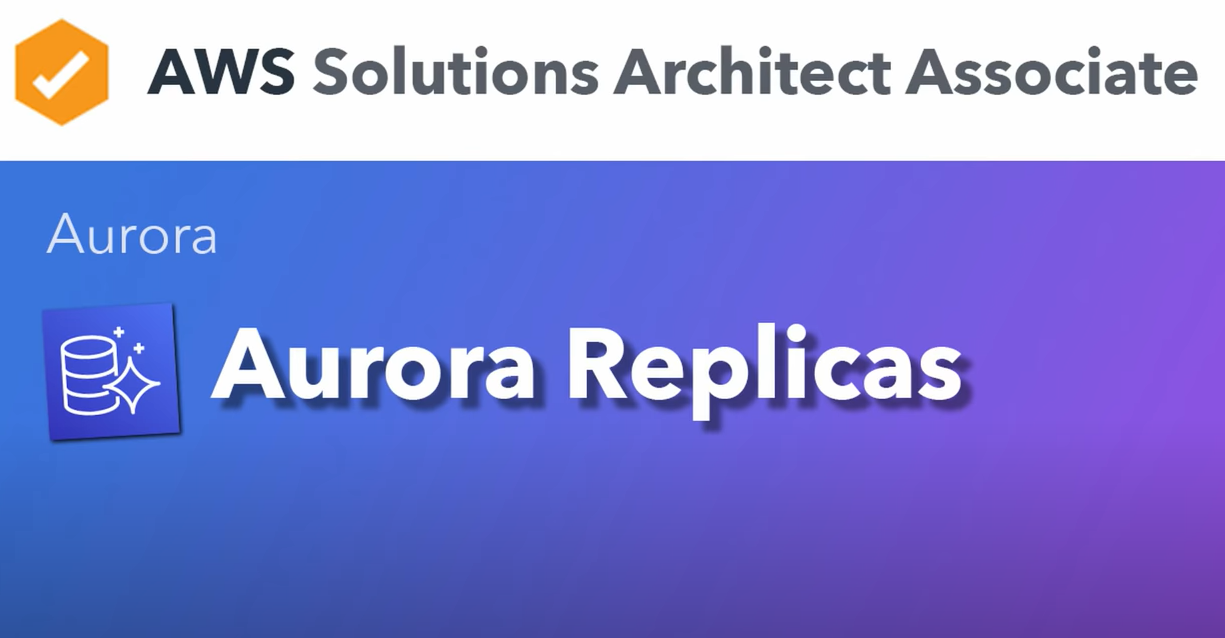 AWS Solutions Architect Associate
Aurora
Aurora Replicas